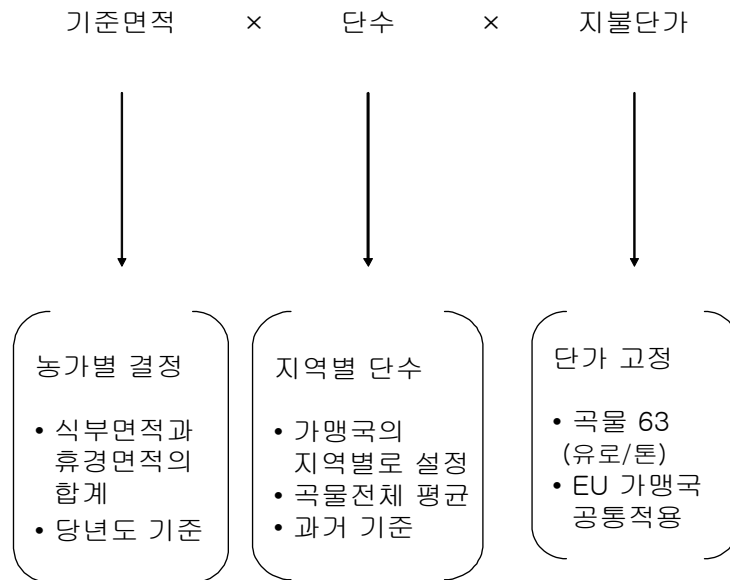 기준면적 × 단수 × 지불단가
농가별 결정
• 식부면적과
휴경면적의
합계
• 당년도 기준
지역별 단수
• 가맹국의
지역별로 설정
• 곡물전체 평균
• 과거 기준
단가 고정
• 곡물 63
(유로/톤)
• EU 가맹국
공통적용